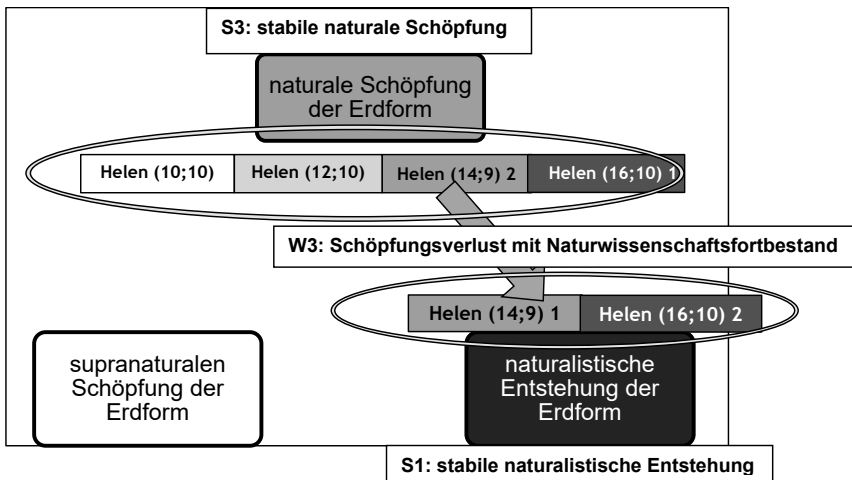 S3: stabile naturale Schöpfung
naturale Schöpfung
der Erdform
Helen (10;10) Helen (12;10) Helen (14;9) 2 Helen (16;10) 1
W3: Schöpfungsverlust mit Naturwissenschaftsfortbestand
Helen (14;9) 1 Helen (16;10) 2
supranaturalen
Schöpfung der
Erdform
naturalistische
Entstehung der
Erdform
S1: stabile naturalistische Entstehung